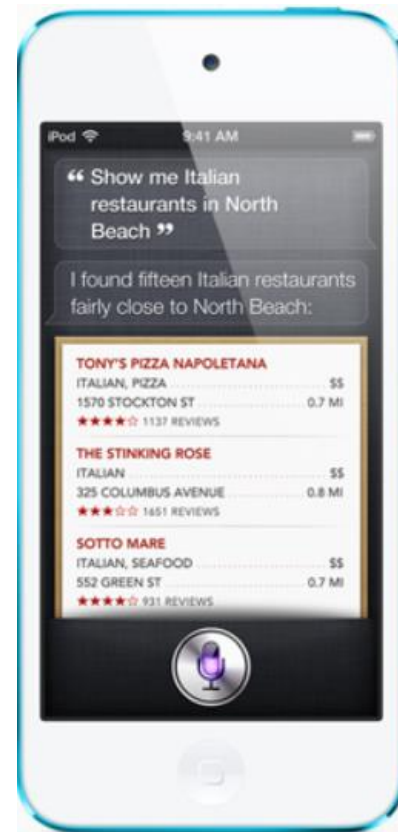 iPod 9:41 AM
“ Show me Italian
restaurants in North
Beach ”
I found fifteen Italian restaurants
fairly close to North Beach:
TONY'S PIZZA NAPOLETANA
ITALIAN, PIZZA $$
1570 STOCKTON ST 0.7 MI
★★★★☆ 1137 REVIEWS
THE STINKING ROSE
ITALIAN $$
325 COLUMBUS AVENUE 0.8 MI
★★★☆☆ 1651 REVIEWS
SOTTO MARE
ITALIAN, SEAFOOD $$
552 GREEN ST 0.7 MI
★★★★☆ 931 REVIEWS